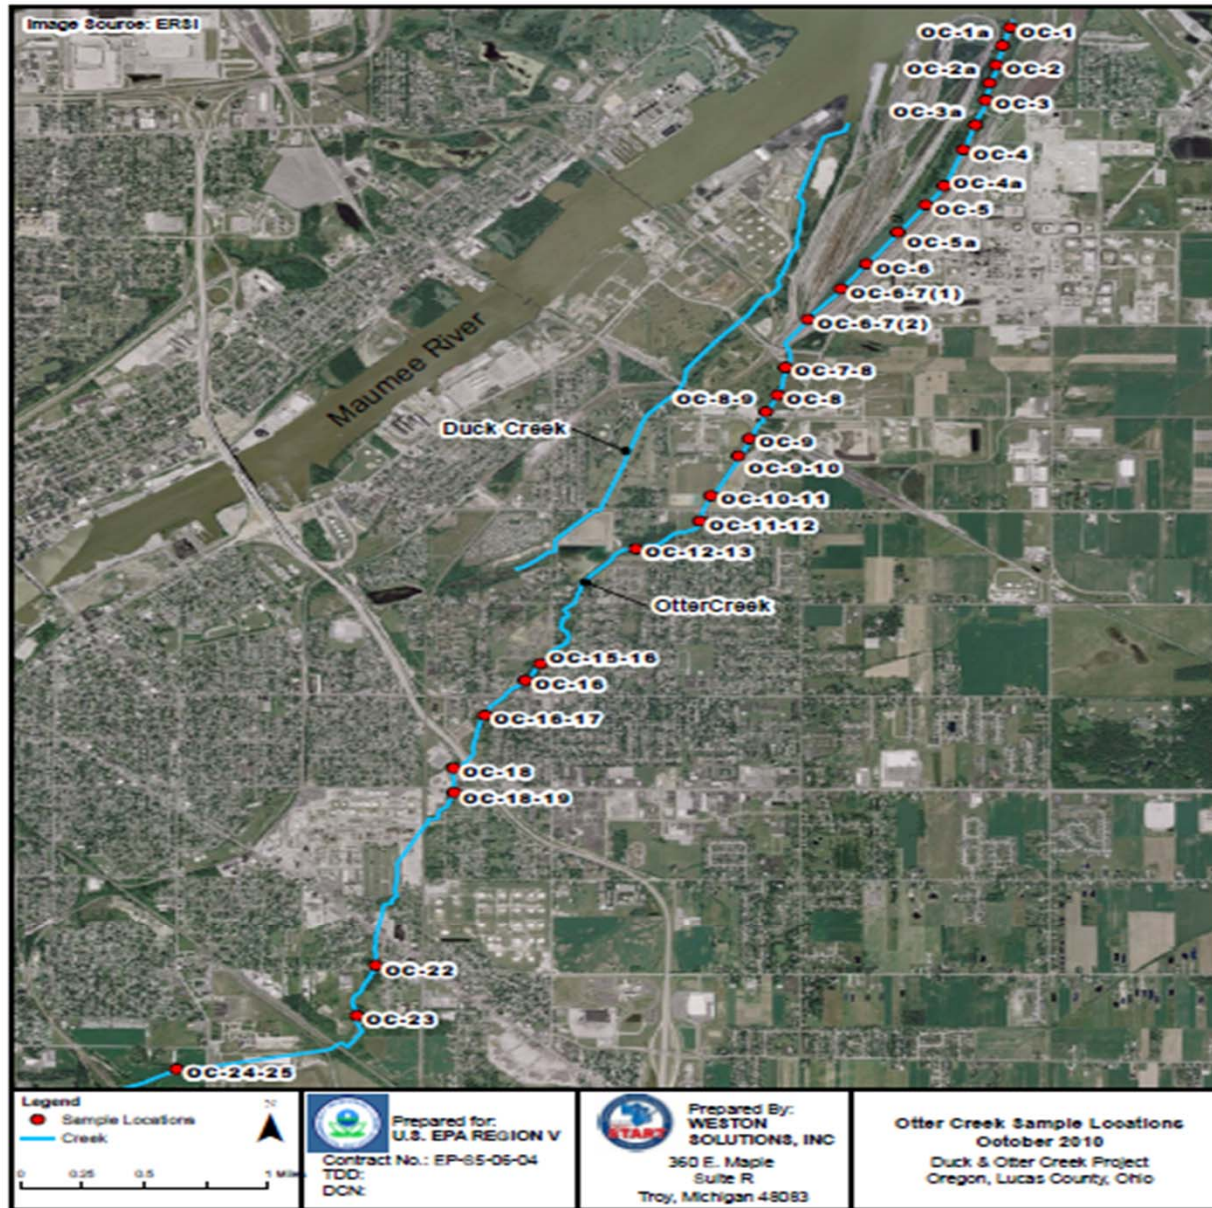 Image Source: ERSI
OC-1a
OC-1
OC-2a
OC-2
OC-3a
OC-3
OC-4
OC-4a
OC-5
OC-5a
OC-6
OC-6-7(1)
OC-6-7(2)
OC-7-8
OC-8-9
OC-8
Maumee River
Duck Creek
OC-9
OC-9-10
OC-10-11
OC-11-12
OC-12-13
OtterCreek
OC-15-16
OC-16
OC-16-17
OC-18
OC-18-19
OC-22
OC-23
OC-24-25
Legend
Sample Locations
Creek
N
0 0.25 0.5 1 Miles
Prepared for:
U.S. EPA REGION V
Contract No.: EP-S5-06-04
TDD:
DCN:
START
Prepared By:
WESTON
SOLUTIONS, INC
360 E. Maple
Suite R
Troy, Michigan 48083
Otter Creek Sample Locations
October 2010
Duck & Otter Creek Project
Oregon, Lucas County, Ohio